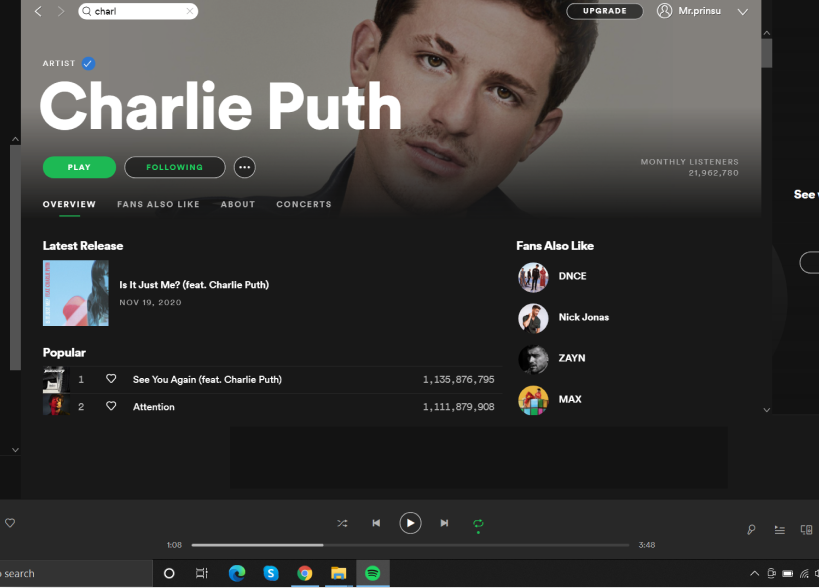 charl
UPGRADE
Mr.prinsu
ARTIST
Charlie Puth
PLAY
FOLLOWING
MONTHLY LISTENERS
21,962,780
OVERVIEW
FANS ALSO LIKE
ABOUT
CONCERTS
See
Latest Release
Is It Just Me? (feat. Charlie Puth)
NOV 19, 2020
Fans Also Like
DNCE
Nick Jonas
ZAYN
MAX
Popular
1 See You Again (feat. Charlie Puth) 1,135,876,795
2 Attention 1,111,879,908
1:08
3:48
search